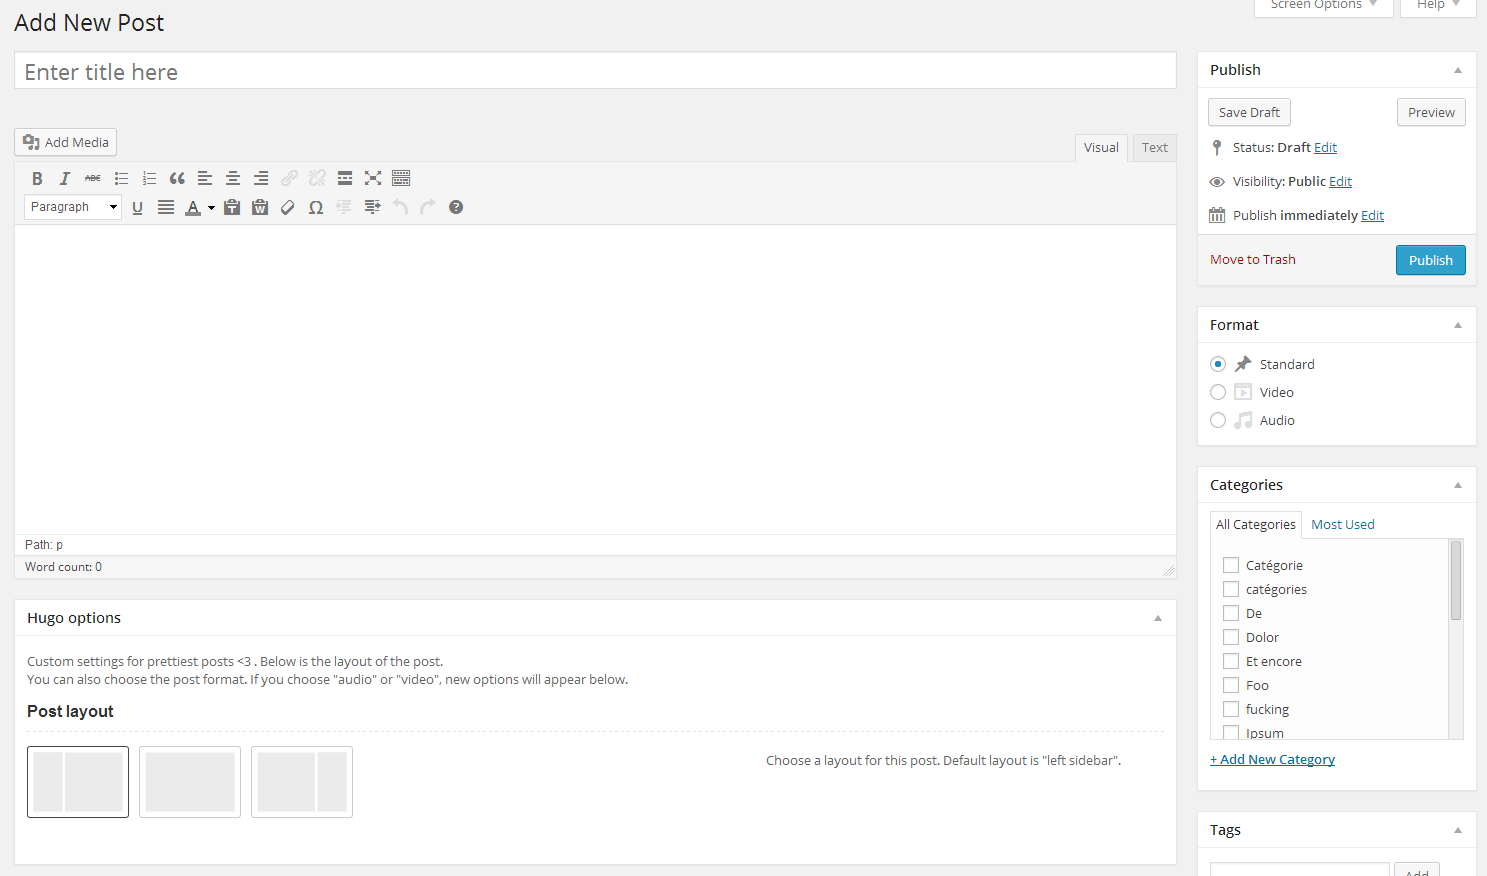 Add New Post
Screen Options
Help
Enter title here
Add Media
Visual
Text
B I ABC
Paragraph U A T W Ω ?
Path: p
Word count: 0
Hugo options
Custom settings for prettiest posts <3 . Below is the layout of the post.
You can also choose the post format. If you choose "audio" or "video", new options will appear below.
Post layout
Choose a layout for this post. Default layout is "left sidebar".
Publish
Save Draft
Preview
Status: Draft Edit
Visibility: Public Edit
Publish immediately Edit
Move to Trash
Publish
Format
Standard
Video
Audio
Categories
All Categories
Most Used
Catégorie
catégories
De
Dolor
Et encore
Foo
fucking
Ipsum
+ Add New Category
Tags
Add